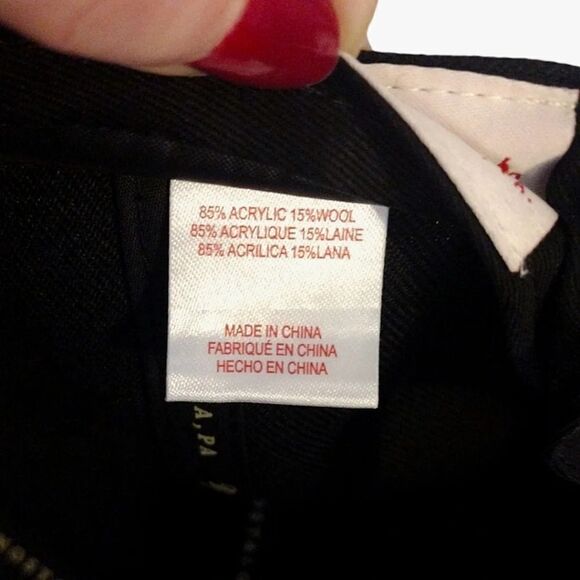 85% ACRYLIC 15%WOOL
85% ACRYLIQUE 15%LAINE
85% ACRILICA 15%LANA
MADE IN CHINA
FABRIQUÉ EN CHINA
HECHO EN CHINA
A, PA